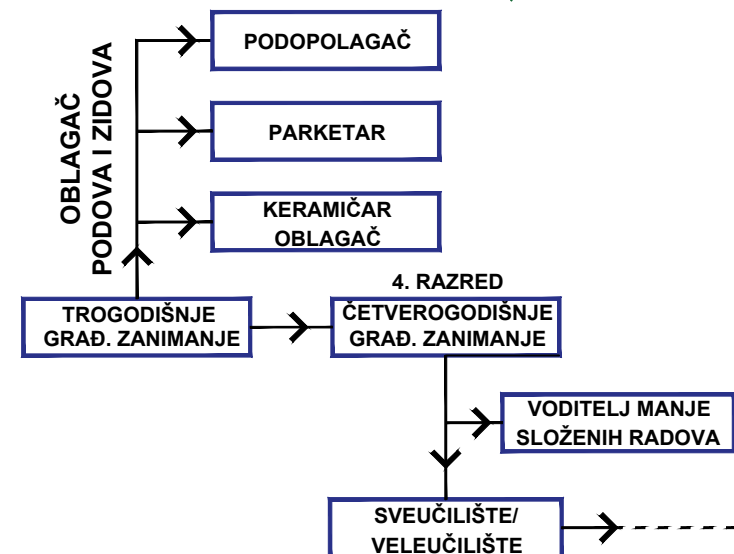 OBLAGAČ
PODOVA I ZIDOVA
PODOPOLAGAČ
PARKETAR
KERAMIČAR
OBLAGAČ
TROGODIŠNJE
GRAĐ. ZANIMANJE
4. RAZRED
ČETVEROGODIŠNJE
GRAĐ. ZANIMANJE
VODITELJ MANJE
SLOŽENIH RADOVA
SVEUČILIŠTE/
VELEUČILIŠTE